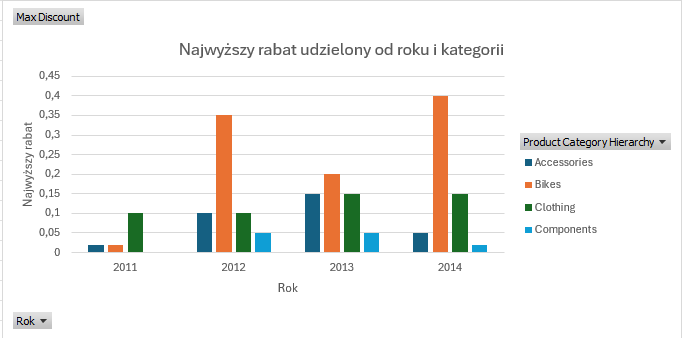 Max Discount
Najwyższy rabat udzielony od roku i kategorii
0,45
0,4
0,35
0,3
0,25
0,2
0,15
0,1
0,05
0
Najwyższy rabat
2011 2012 2013 2014
Rok
Product Category Hierarchy
Accessories
Bikes
Clothing
Components
Rok